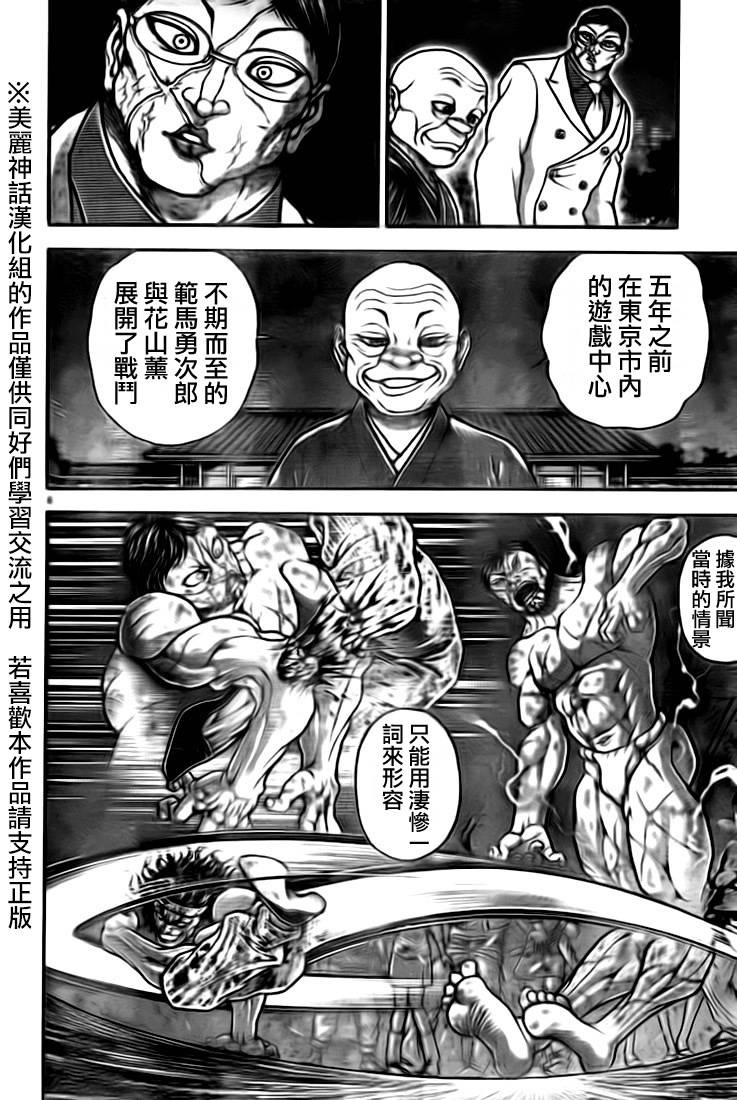 五年之前
在東京市內
的遊戲中心
不期而至的
範馬勇次郎
與花山薰
展開了戰鬥
6
據我所聞
當時的情景
只能用淒慘一
詞來形容
※美麗神話漢化組的作品僅供同好們學習交流之用 若喜歡本作品請支持正版